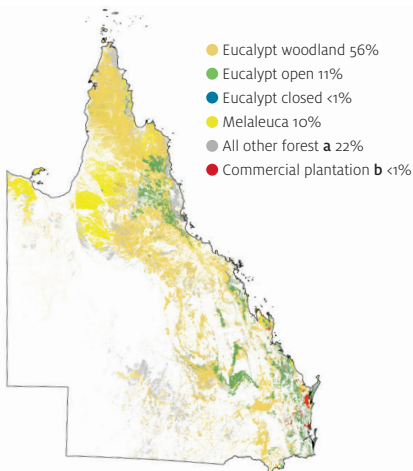 Eucalypt woodland 56%
Eucalypt open 11%
Eucalypt closed <1%
Melaleuca 10%
All other forest a 22%
Commercial plantation b <1%